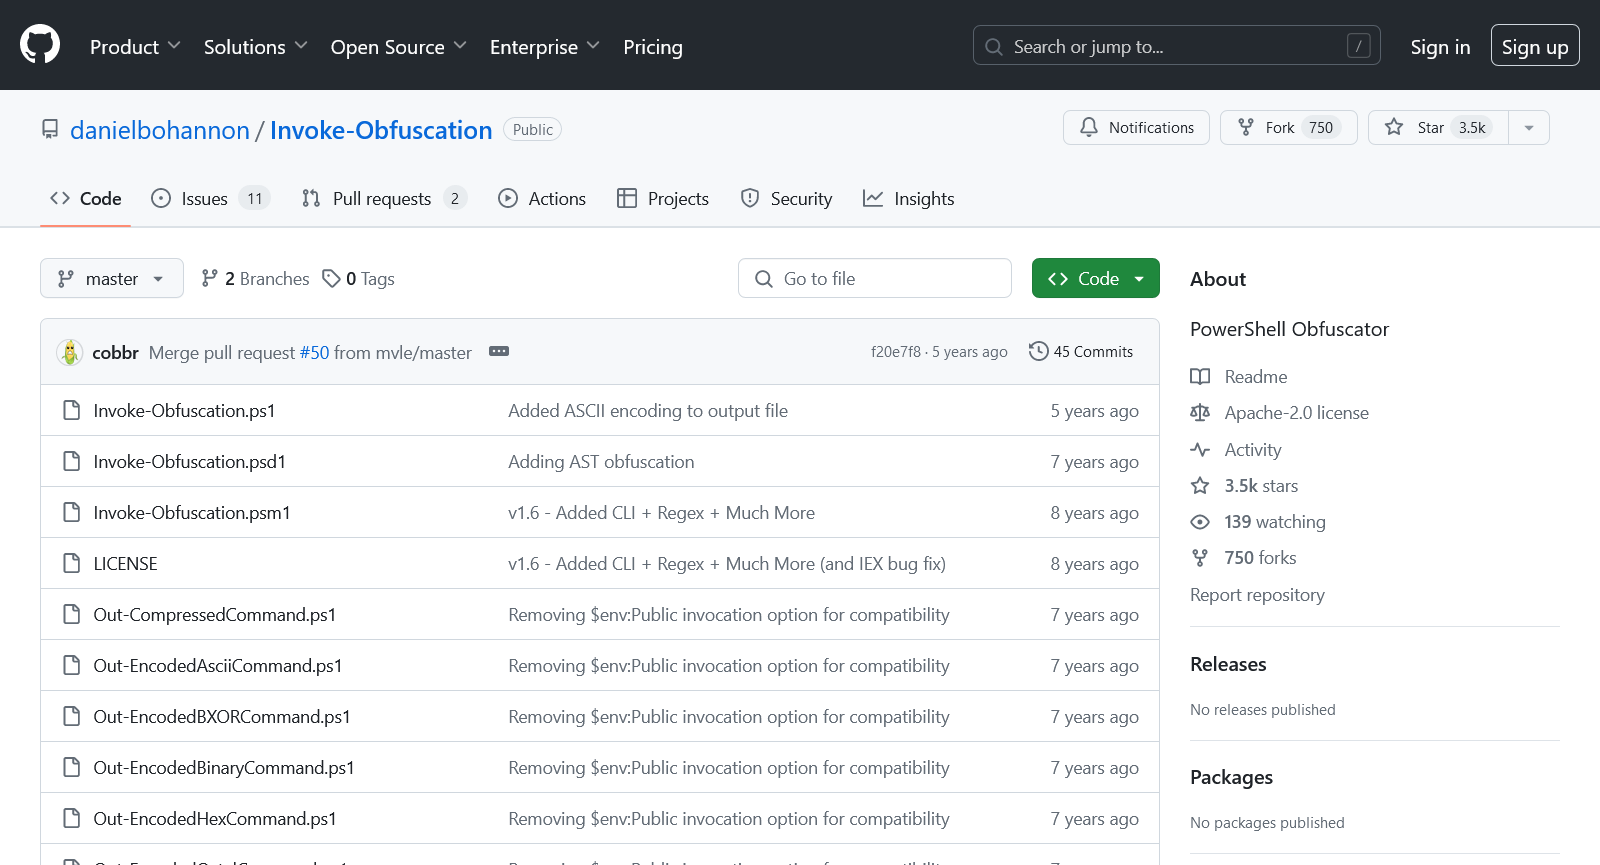 Product Solutions Open Source Enterprise Pricing Search or jump to... / Sign in Sign up
danielbohannon / Invoke-Obfuscation Public Notifications Fork 750 Star 3.5k
Code Issues 11 Pull requests 2 Actions Projects Security Insights
master 2 Branches 0 Tags Go to file Code
cobbr Merge pull request #50 from mvle/master f20e7f8 · 5 years ago 45 Commits
Invoke-Obfuscation.ps1 Added ASCII encoding to output file 5 years ago
Invoke-Obfuscation.psd1 Adding AST obfuscation 7 years ago
Invoke-Obfuscation.psm1 v1.6 - Added CLI + Regex + Much More 8 years ago
LICENSE v1.6 - Added CLI + Regex + Much More (and IEX bug fix) 8 years ago
Out-CompressedCommand.ps1 Removing $env:Public invocation option for compatibility 7 years ago
Out-EncodedAsciiCommand.ps1 Removing $env:Public invocation option for compatibility 7 years ago
Out-EncodedBXORCommand.ps1 Removing $env:Public invocation option for compatibility 7 years ago
Out-EncodedBinaryCommand.ps1 Removing $env:Public invocation option for compatibility 7 years ago
Out-EncodedHexCommand.ps1 Removing $env:Public invocation option for compatibility 7 years ago
About
PowerShell Obfuscator
Readme
Apache-2.0 license
Activity
3.5k stars
139 watching
750 forks
Report repository
Releases
No releases published
Packages
No packages published